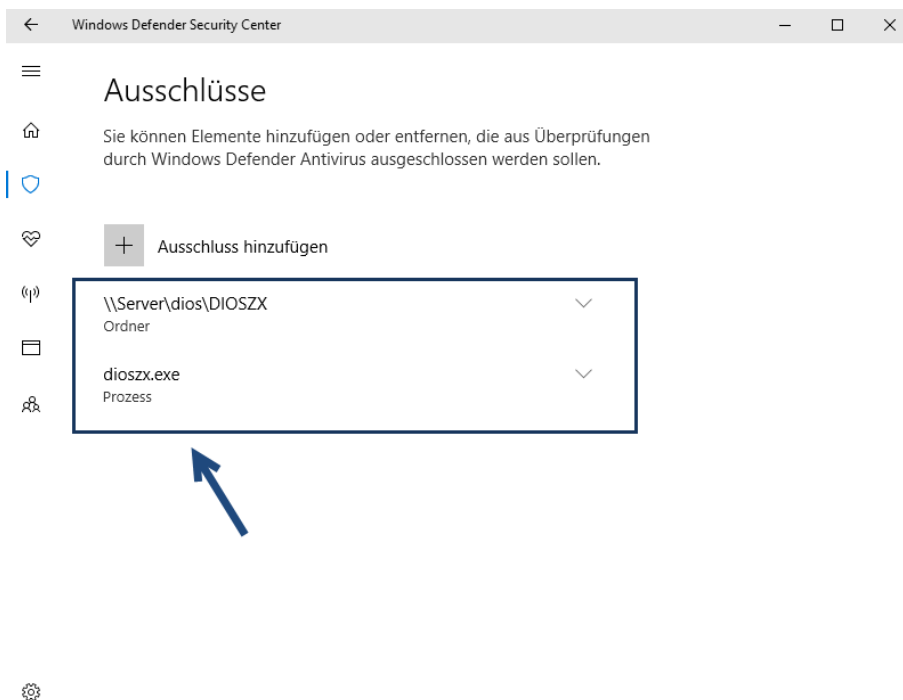 Windows Defender Security Center
Ausschlüsse
Sie können Elemente hinzufügen oder entfernen, die aus Überprüfungen
durch Windows Defender Antivirus ausgeschlossen werden sollen.
Ausschluss hinzufügen
\\Server\dios\DIOSZX
Ordner
dioszx.exe
Prozess